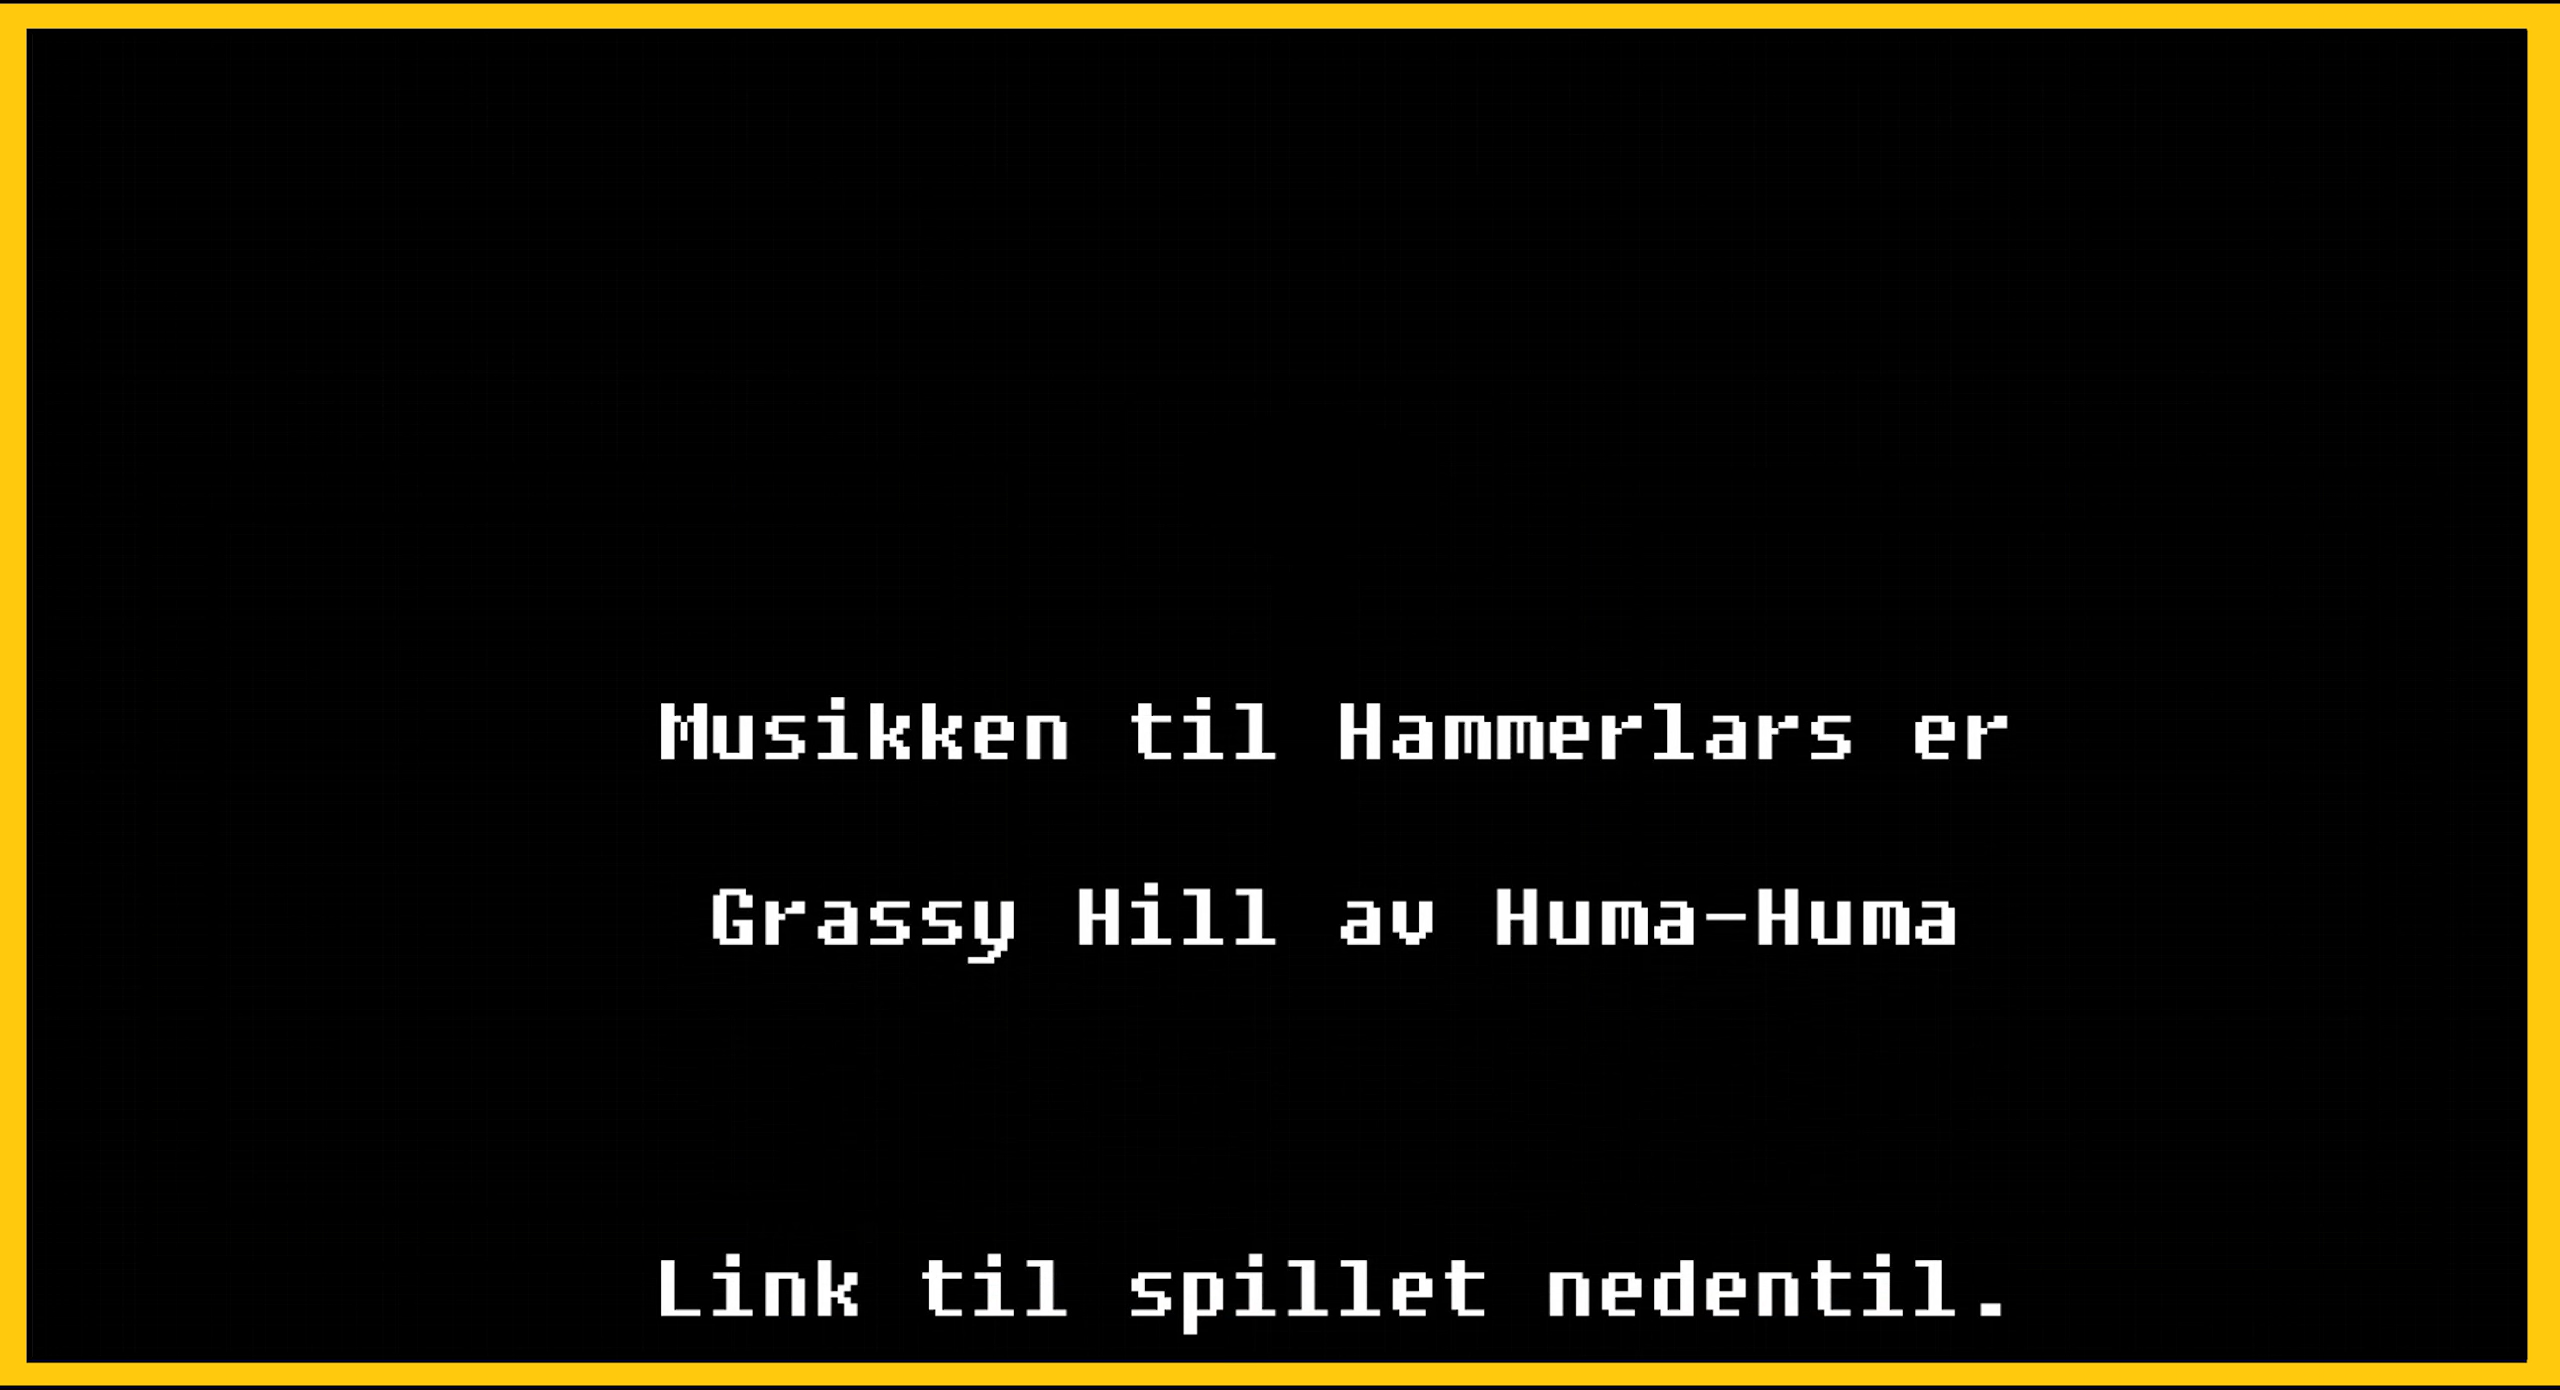 Musikken til Hammerlars er
Grassy Hill av Huma-Huma
Link til spillet nedentil.